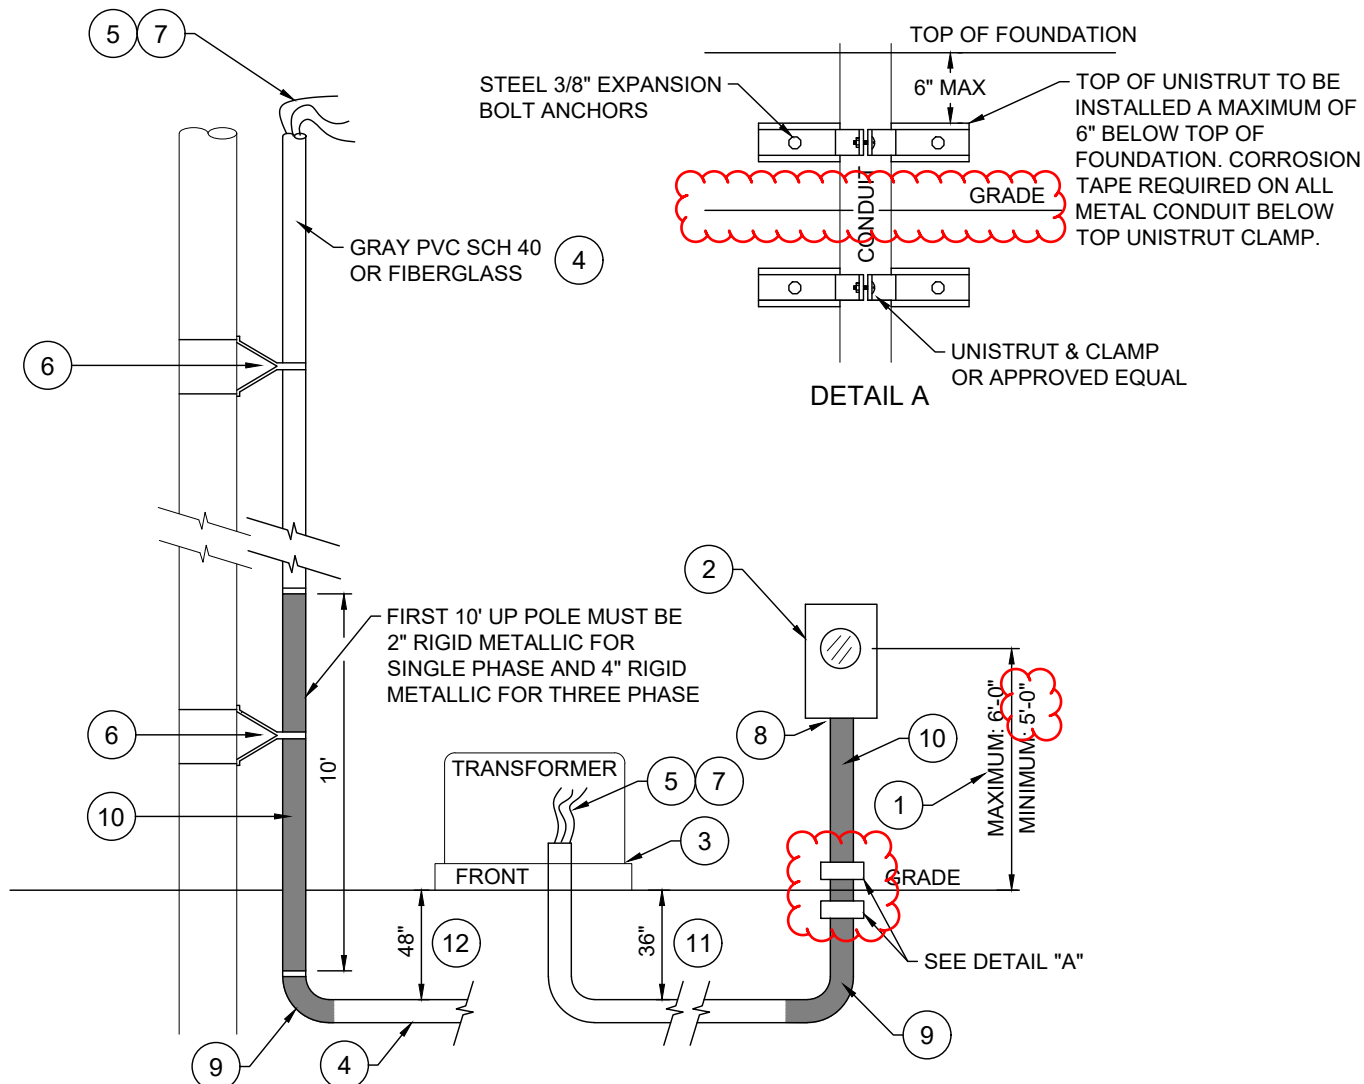 5 7
TOP OF FOUNDATION
STEEL 3/8" EXPANSION
BOLT ANCHORS
6" MAX
TOP OF UNISTRUT TO BE
INSTALLED A MAXIMUM OF
6" BELOW TOP OF
FOUNDATION. CORROSION
TAPE REQUIRED ON ALL
METAL CONDUIT BELOW
TOP UNISTRUT CLAMP.
CONDUIT
GRADE
GRAY PVC SCH 40
OR FIBERGLASS
4
UNISTRUT & CLAMP
OR APPROVED EQUAL
DETAIL A
6
2
FIRST 10' UP POLE MUST BE
2" RIGID METALLIC FOR
SINGLE PHASE AND 4" RIGID
METALLIC FOR THREE PHASE
6
10'
10
TRANSFORMER
5 7
3
FRONT
8
10
1
MAXIMUM: 6'-0"
MINIMUM: 5'-0"
GRADE
48"
12
36"
11
SEE DETAIL "A"
9
4
9